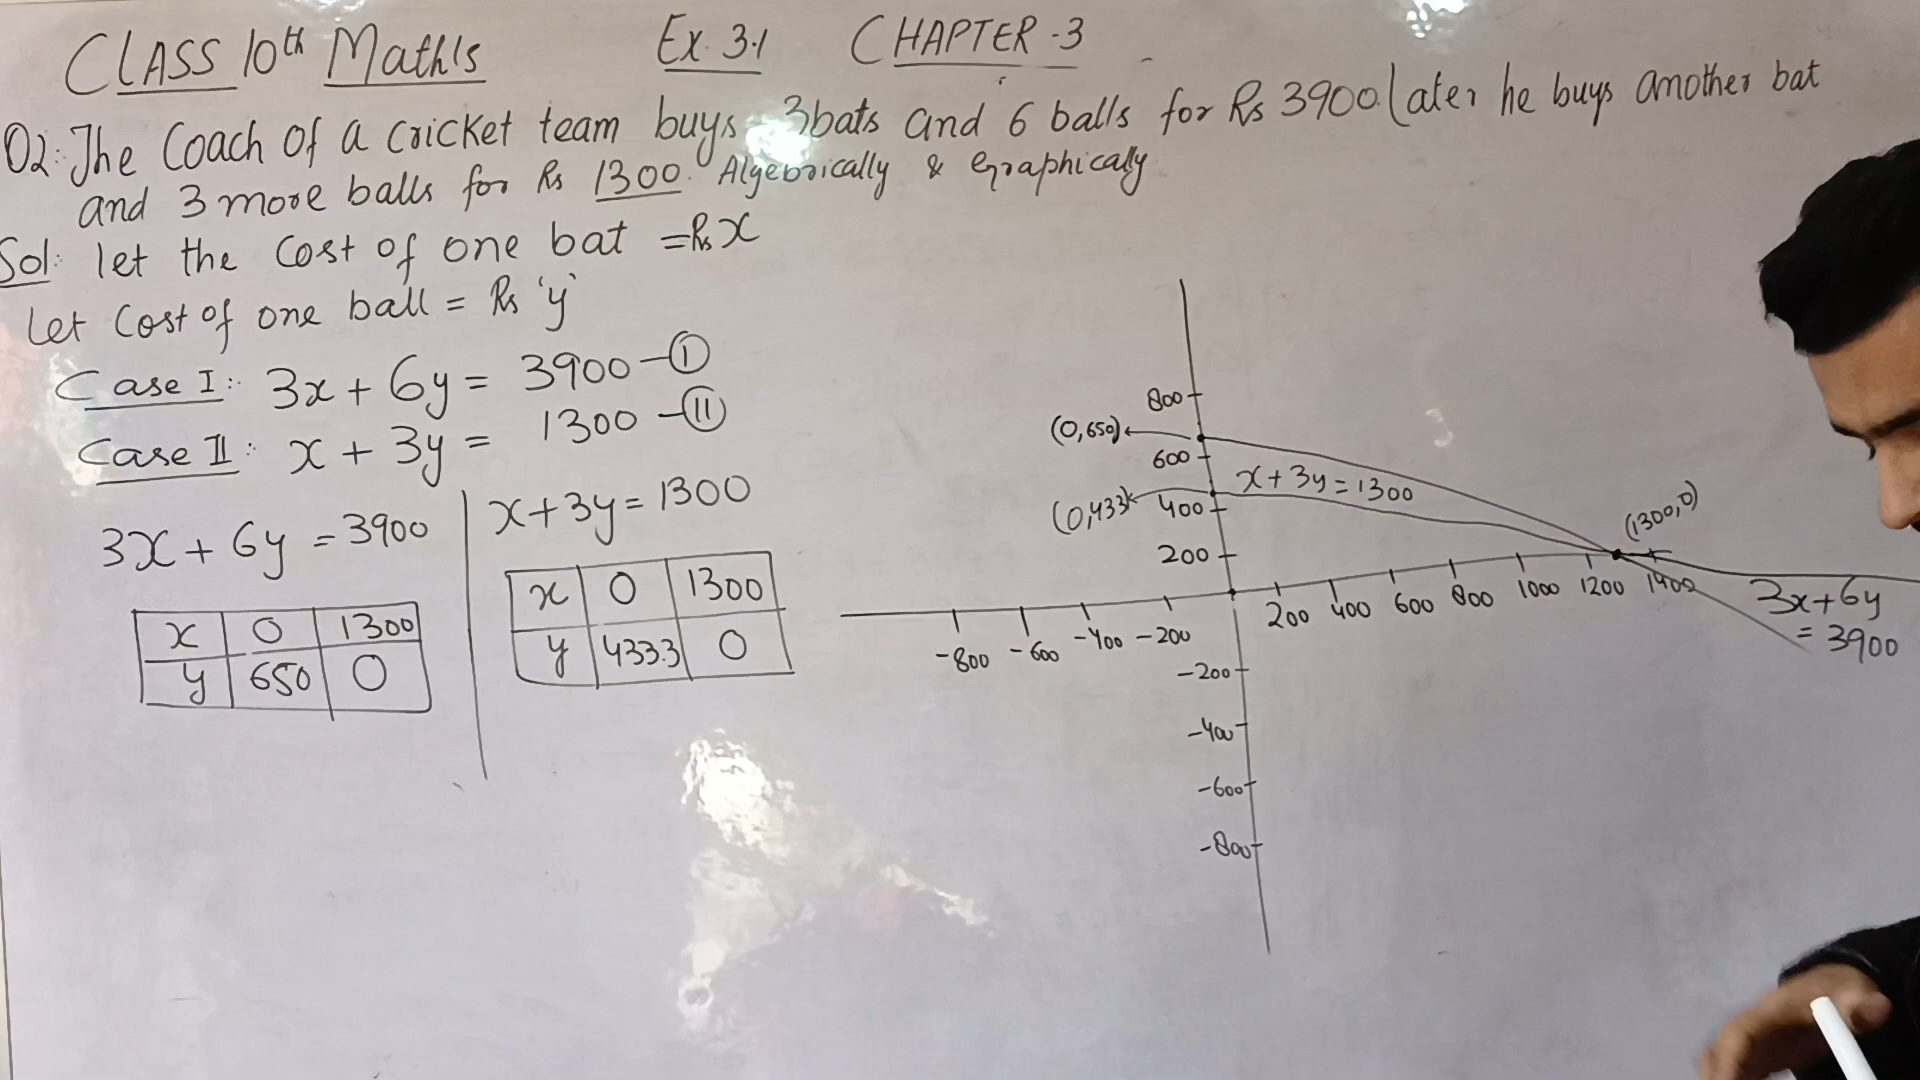 CLASS 10th Math's Ex. 3.1 CHAPTER-3
Q2: The Coach of a cricket team buys 3bats and 6 balls for Rs 3900. Later he buys another bat
and 3 more balls for Rs 1300. Algebrically & Graphically
Sol: let the Cost of one bat = Rs x
Let Cost of one ball = Rs 'y'
Case I:- 3x + 6y = 3900 - I
Case II:- x + 3y = 1300 - II
3x + 6y = 3900
x 0 1300
y 650 0
x + 3y = 1300
x 0 1300
y 433.3 0
800
(0,650)
600
x + 3y = 1300
(0,433)
400
(1300,0)
200
-800 -600 -400 -200 200 400 600 800 1000 1200 1400
3x+6y
= 3900
-200
-400
-600
-800